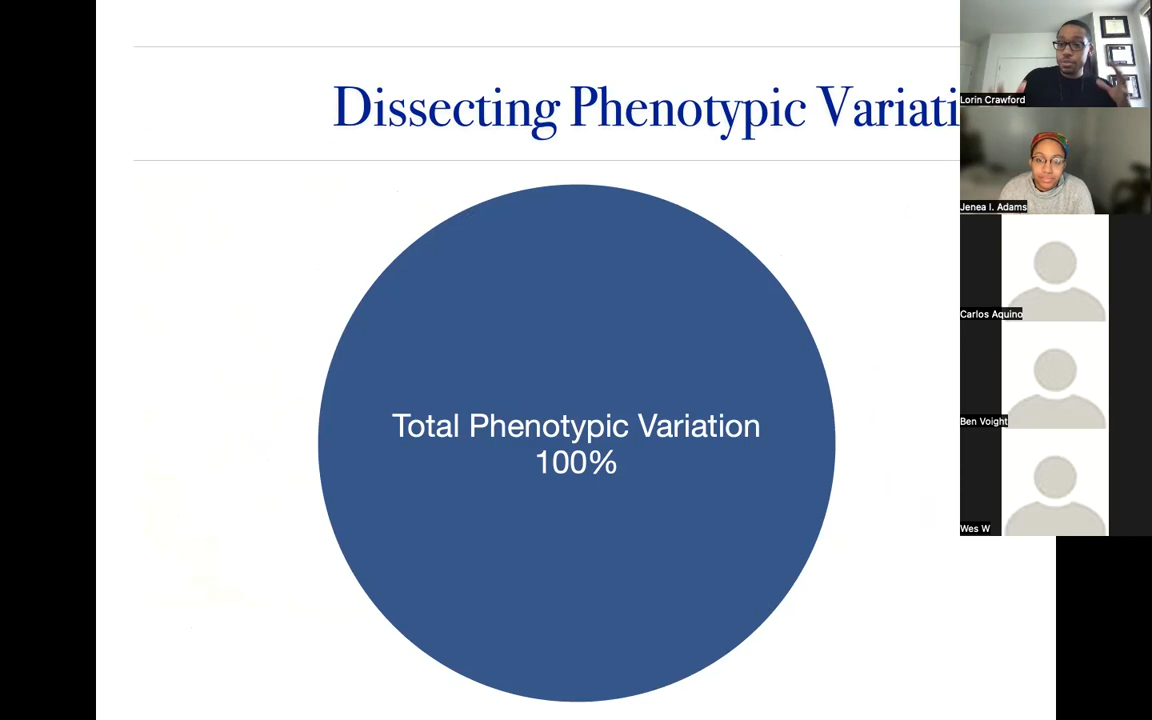 Dissecting Phenotypic Variati
Total Phenotypic Variation
100%
Lorin Crawford
Jenea I. Adams
Carlos Aquino
Ben Voight
Wes W